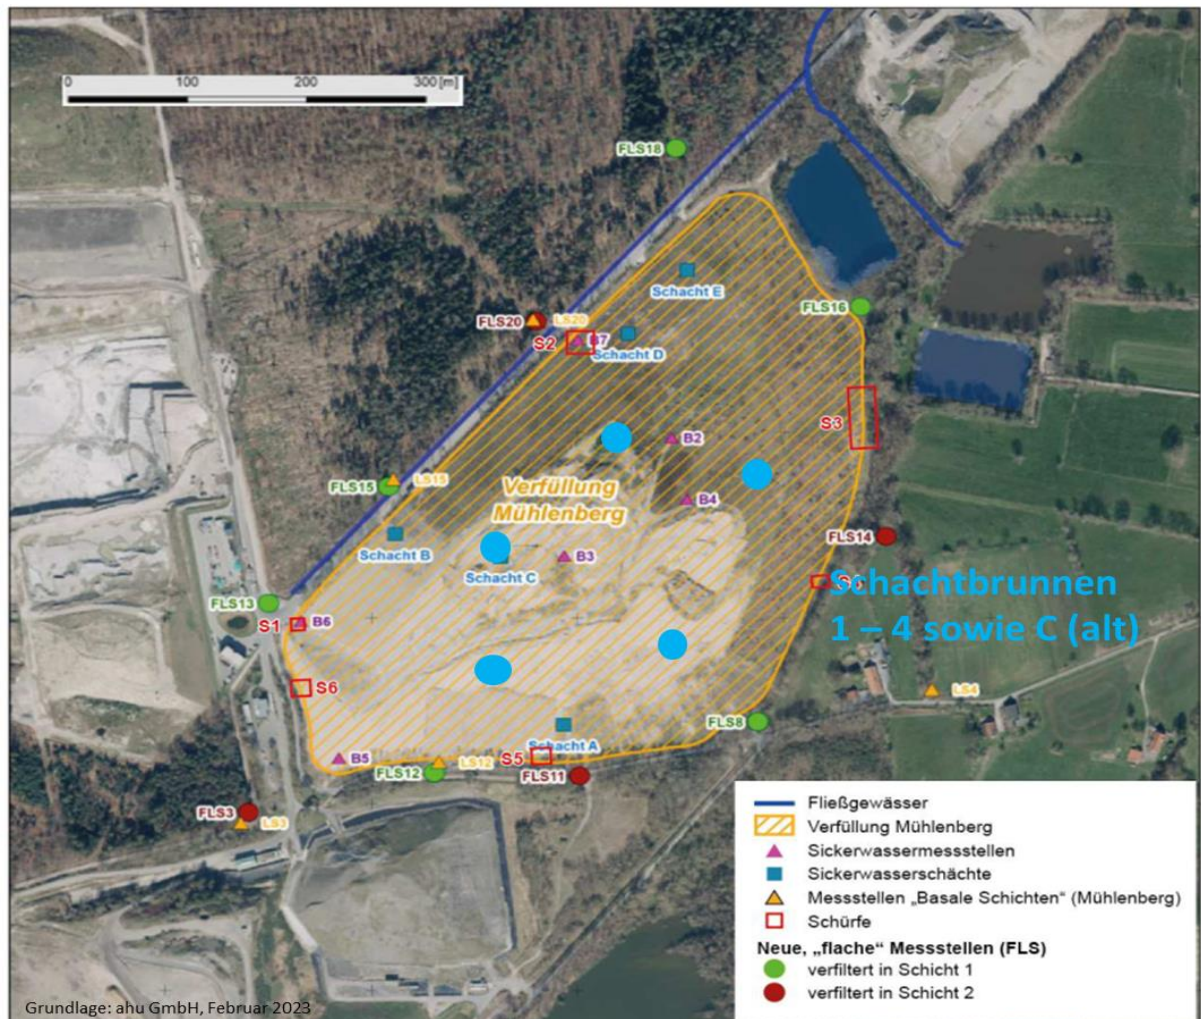 0 100 200 300 [m]
FLS18
Schacht E
FLS16
FLS20 LS20
S2 B7
Schacht D
S3
B2
FLS15 LS15
Verfüllung
Mühlenberg
B4
Schacht B
FLS14
B3
Schacht C
Schachtbrunnen
1 – 4 sowie C (alt)
FLS13
S1 B6
S6
LS4
FLS8
Schacht A
B5
LS12
S5
FLS12
FLS11
FLS3
LS3
Fließgewässer
Verfüllung Mühlenberg
Sickerwassermessstellen
Sickerwasserschächte
Messstellen „Basale Schichten“ (Mühlenberg)
Schürfe
Neue, „flache“ Messstellen (FLS)
verfiltert in Schicht 1
verfiltert in Schicht 2
Grundlage: ahu GmbH, Februar 2023